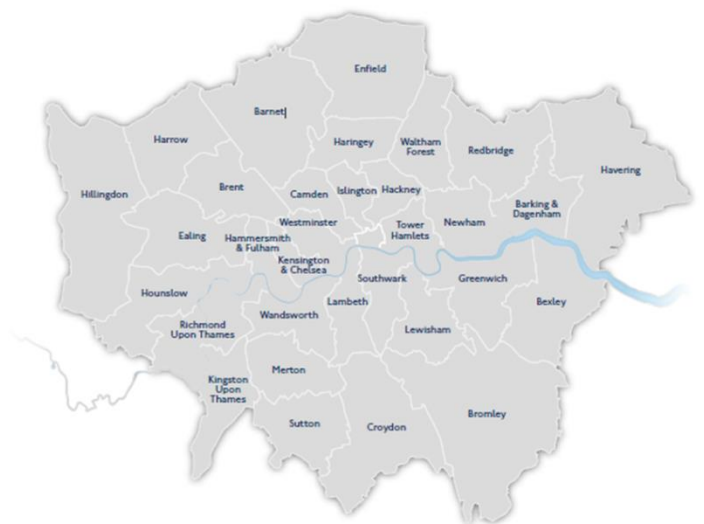 Enfield
Barnet
Harrow
Haringey
Waltham
Forest
Redbridge
Havering
Hillingdon
Brent
Camden
Islington
Hackney
Barking &
Dagenham
Westminster
Tower
Hamlets
Newham
Ealing
Hammersmith
& Fulham
Kensington
& Chelsea
Southwark
Greenwich
Hounslow
Lambeth
Bexley
Wandsworth
Richmond
Upon Thames
Lewisham
Merton
Kingston
Upon
Thames
Sutton
Croydon
Bromley